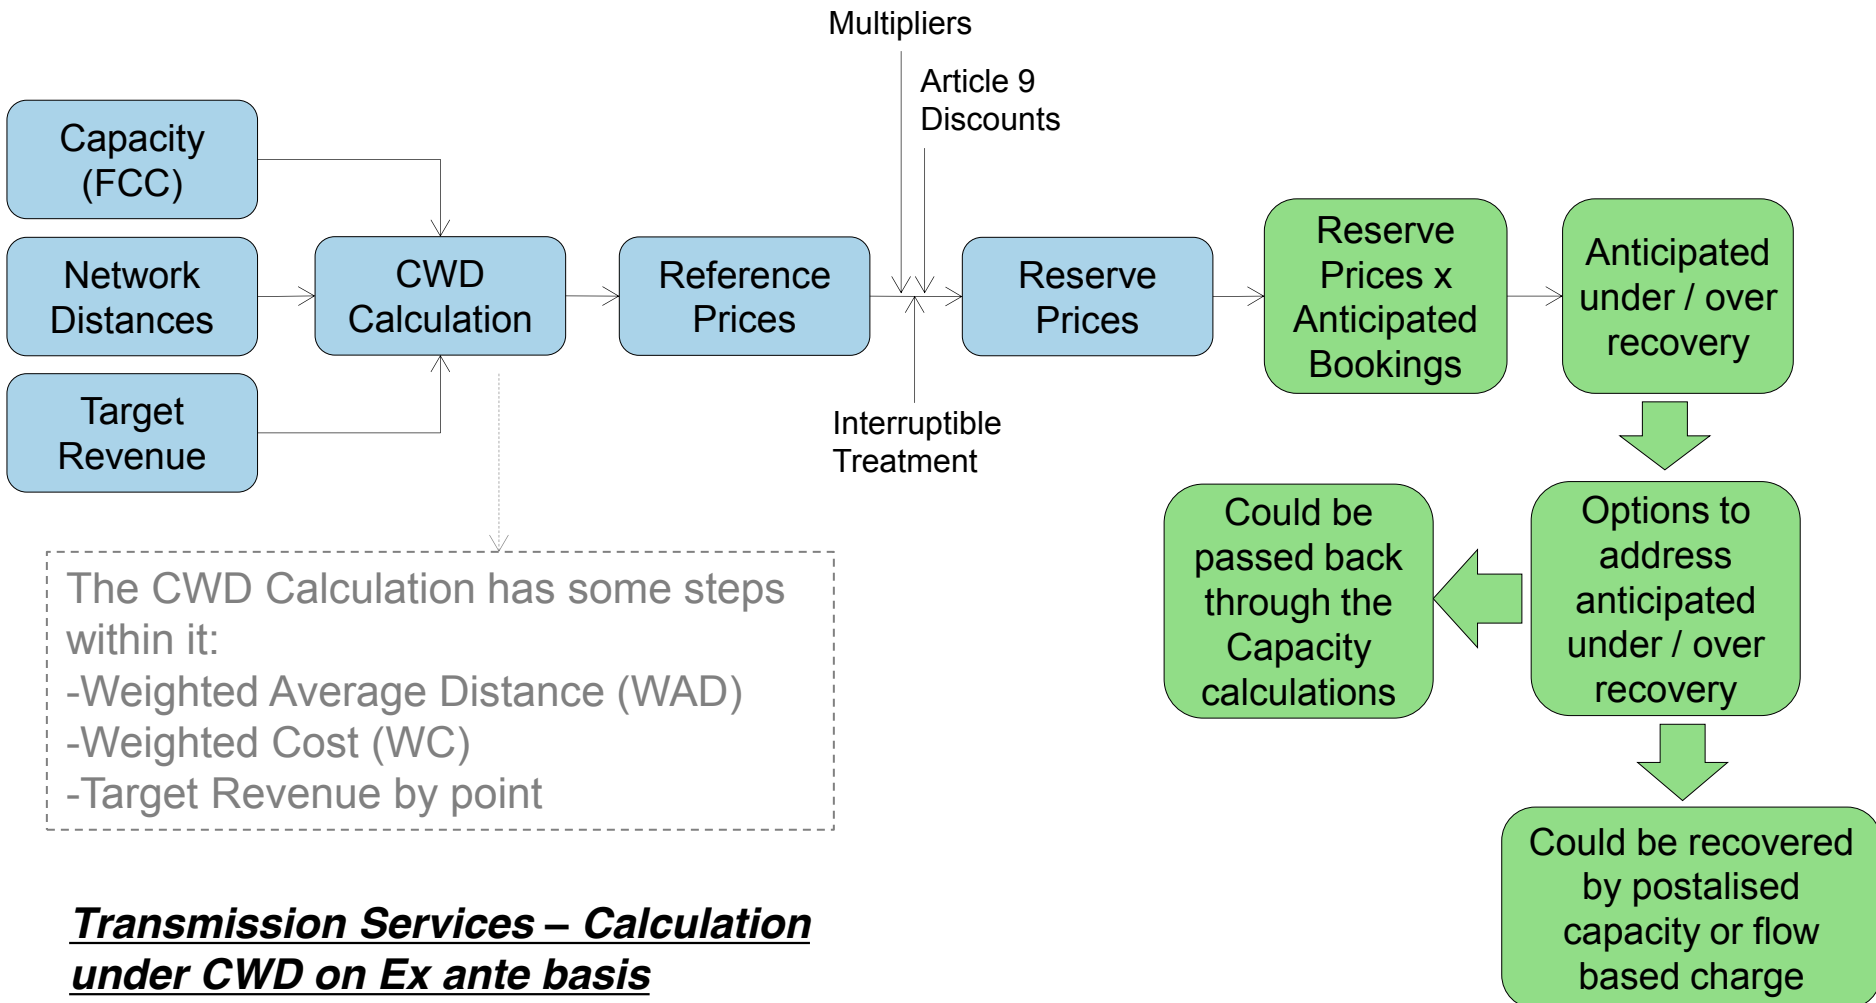 Multipliers
Article 9
Discounts
Capacity
(FCC)
Network
Distances
Target
Revenue
CWD
Calculation
Reference
Prices
Interruptible
Treatment
Reserve
Prices
Reserve
Prices x
Anticipated
Bookings
Anticipated
under / over
recovery
Options to
address
anticipated
under / over
recovery
Could be
passed back
through the
Capacity
calculations
Could be recovered
by postalised
capacity or flow
based charge
The CWD Calculation has some steps
within it:
-Weighted Average Distance (WAD)
-Weighted Cost (WC)
-Target Revenue by point
Transmission Services – Calculation
under CWD on Ex ante basis